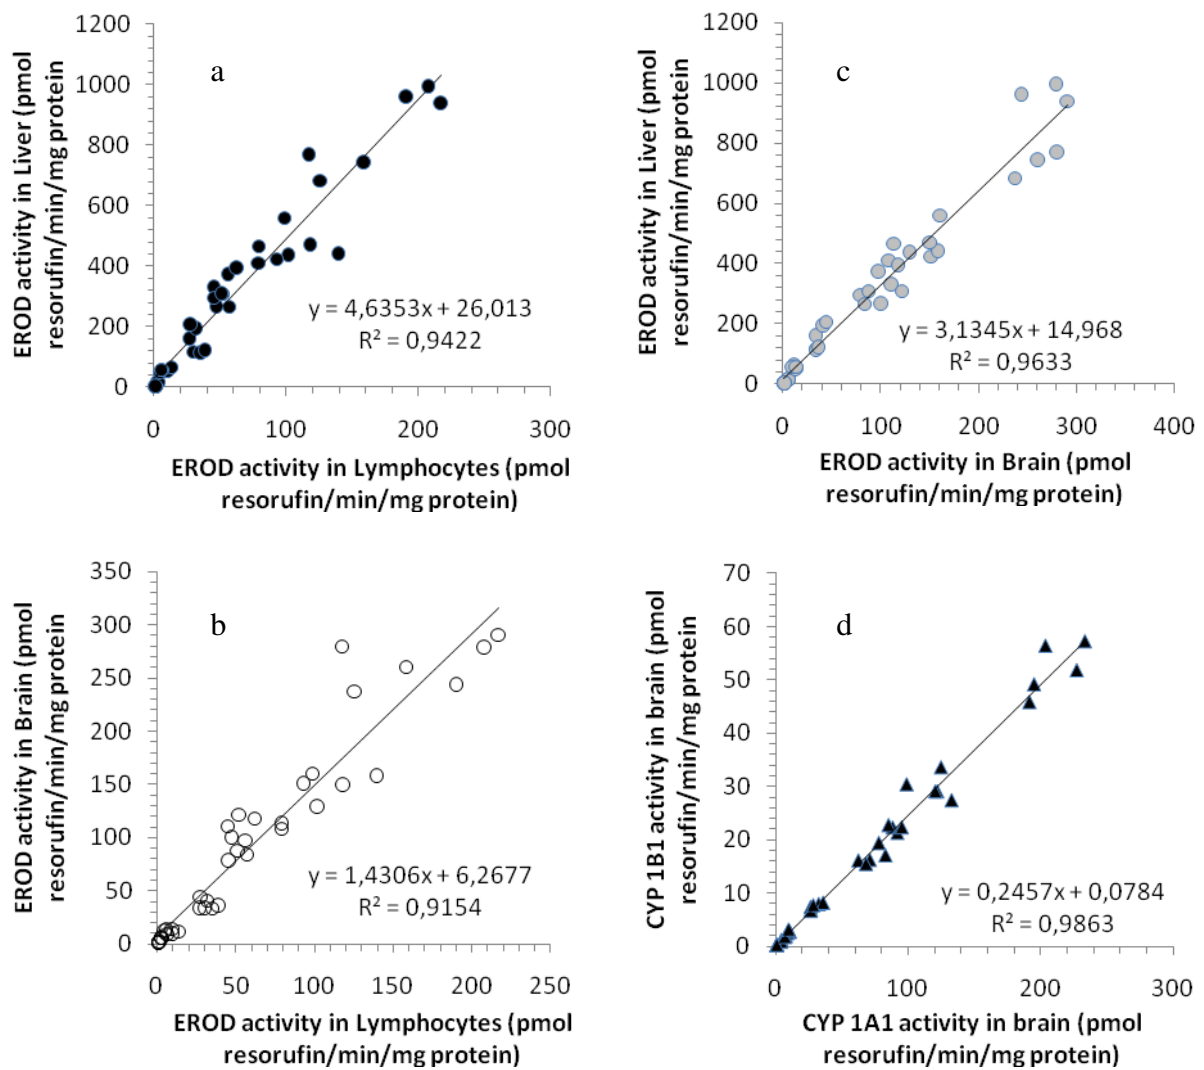 a
EROD activity in Liver (pmol
resorufin/min/mg protein
1200
1000
800
600
400
200
0
y = 4,6353x + 26,013
R² = 0,9422
0 100 200 300
EROD activity in Lymphocytes (pmol
resorufin/min/mg protein)
c
EROD activity in Liver (pmol
resorufin/min/mg protein
1200
1000
800
600
400
200
0
y = 3,1345x + 14,968
R² = 0,9633
0 100 200 300 400
EROD activity in Brain (pmol
resorufin/min/mg protein)
b
EROD activity in Brain (pmol
resorufin/min/mg protein
350
300
250
200
150
100
50
0
y = 1,4306x + 6,2677
R² = 0,9154
0 50 100 150 200 250
EROD activity in Lymphocytes (pmol
resorufin/min/mg protein)
d
CYP 1B1 activity in brain (pmol
resorufin/min/mg protein
70
60
50
40
30
20
10
0
y = 0,2457x + 0,0784
R² = 0,9863
0 100 200 300
CYP 1A1 activity in brain (pmol
resorufin/min/mg protein)